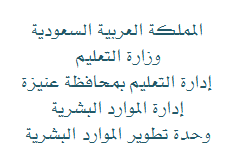 المملكة العربية السعودية
وزارة التعليم
إدارة التعليم بمحافظة عنيزة
إدارة الموارد البشرية
وحدة تطوير الموارد البشرية